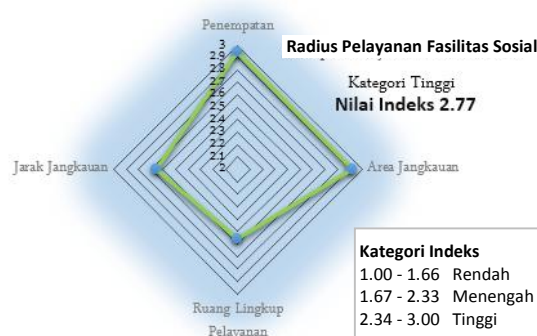 Penempatan
Radius Pelayanan Fasilitas Sosial
Kategori Tinggi
Nilai Indeks 2.77
3
2.9
2.8
2.8
2.7
2.6
2.5
2.4
2.3
2.2
2.1
2
Jarak Jangkauan
Area Jangkauan
Ruang Lingkup
Pelayanan
Kategori Indeks
1.00 - 1.66 Rendah
1.67 - 2.33 Menengah
2.34 - 3.00 Tinggi